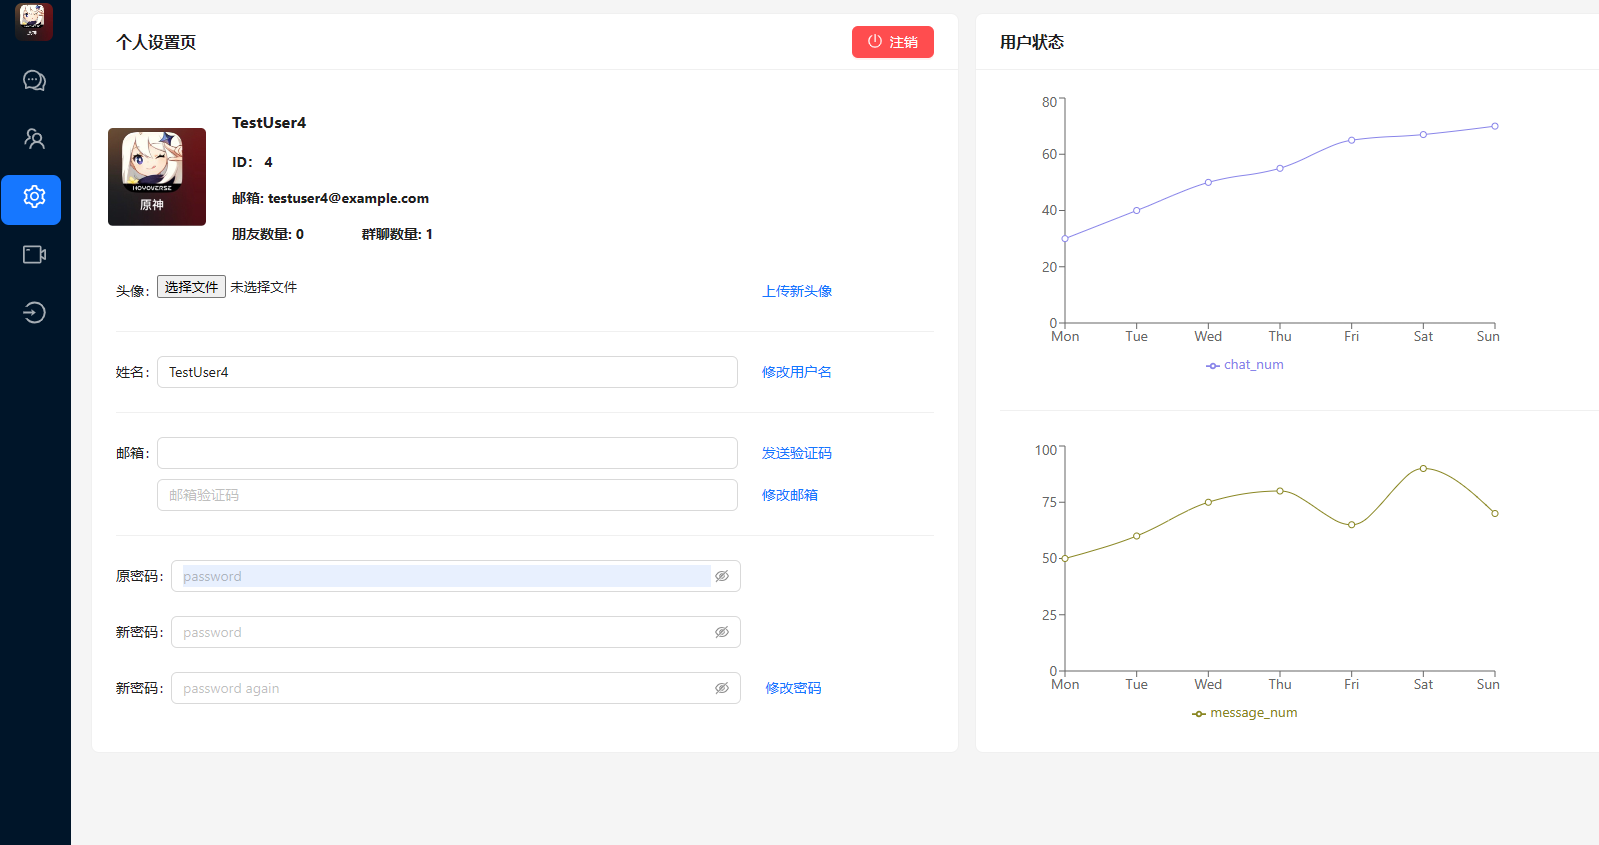 个人设置页
注销
HOYOVERSE
原神
TestUser4
ID： 4
邮箱: testuser4@example.com
朋友数量: 0 群聊数量: 1
头像： 选择文件 未选择文件 上传新头像
姓名： TestUser4 修改用户名
邮箱： 发送验证码
邮箱验证码 修改邮箱
原密码： password
新密码： password
新密码： password again 修改密码
用户状态
80
60
40
20
0
Mon Tue Wed Thu Fri Sat Sun
chat_num
100
75
50
25
0
Mon Tue Wed Thu Fri Sat Sun
message_num